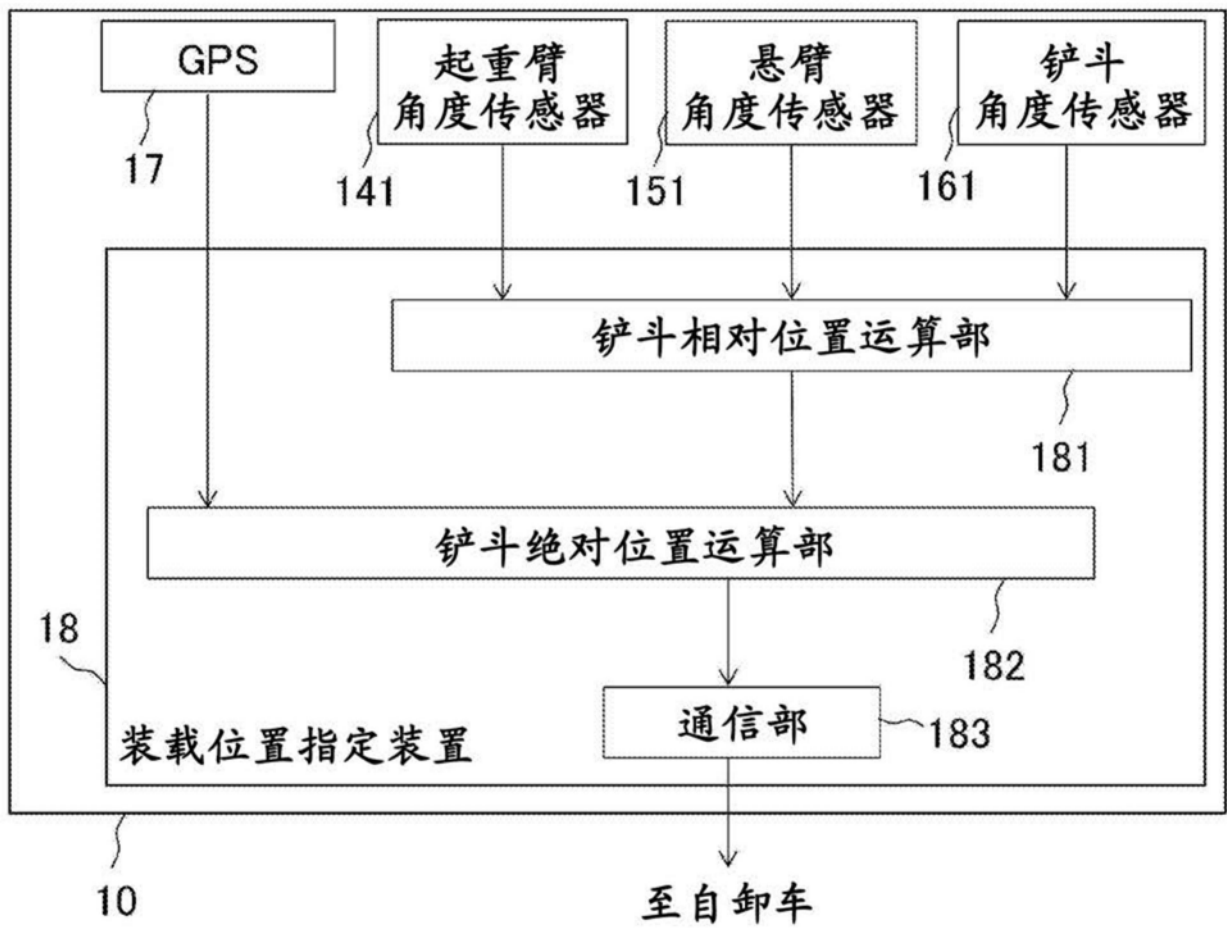 GPS
17
起重臂
角度传感器
141
悬臂
角度传感器
151
铲斗
角度传感器
161
铲斗相对位置运算部
181
铲斗绝对位置运算部
182
18
通信部
183
装载位置指定装置
10
至自卸车